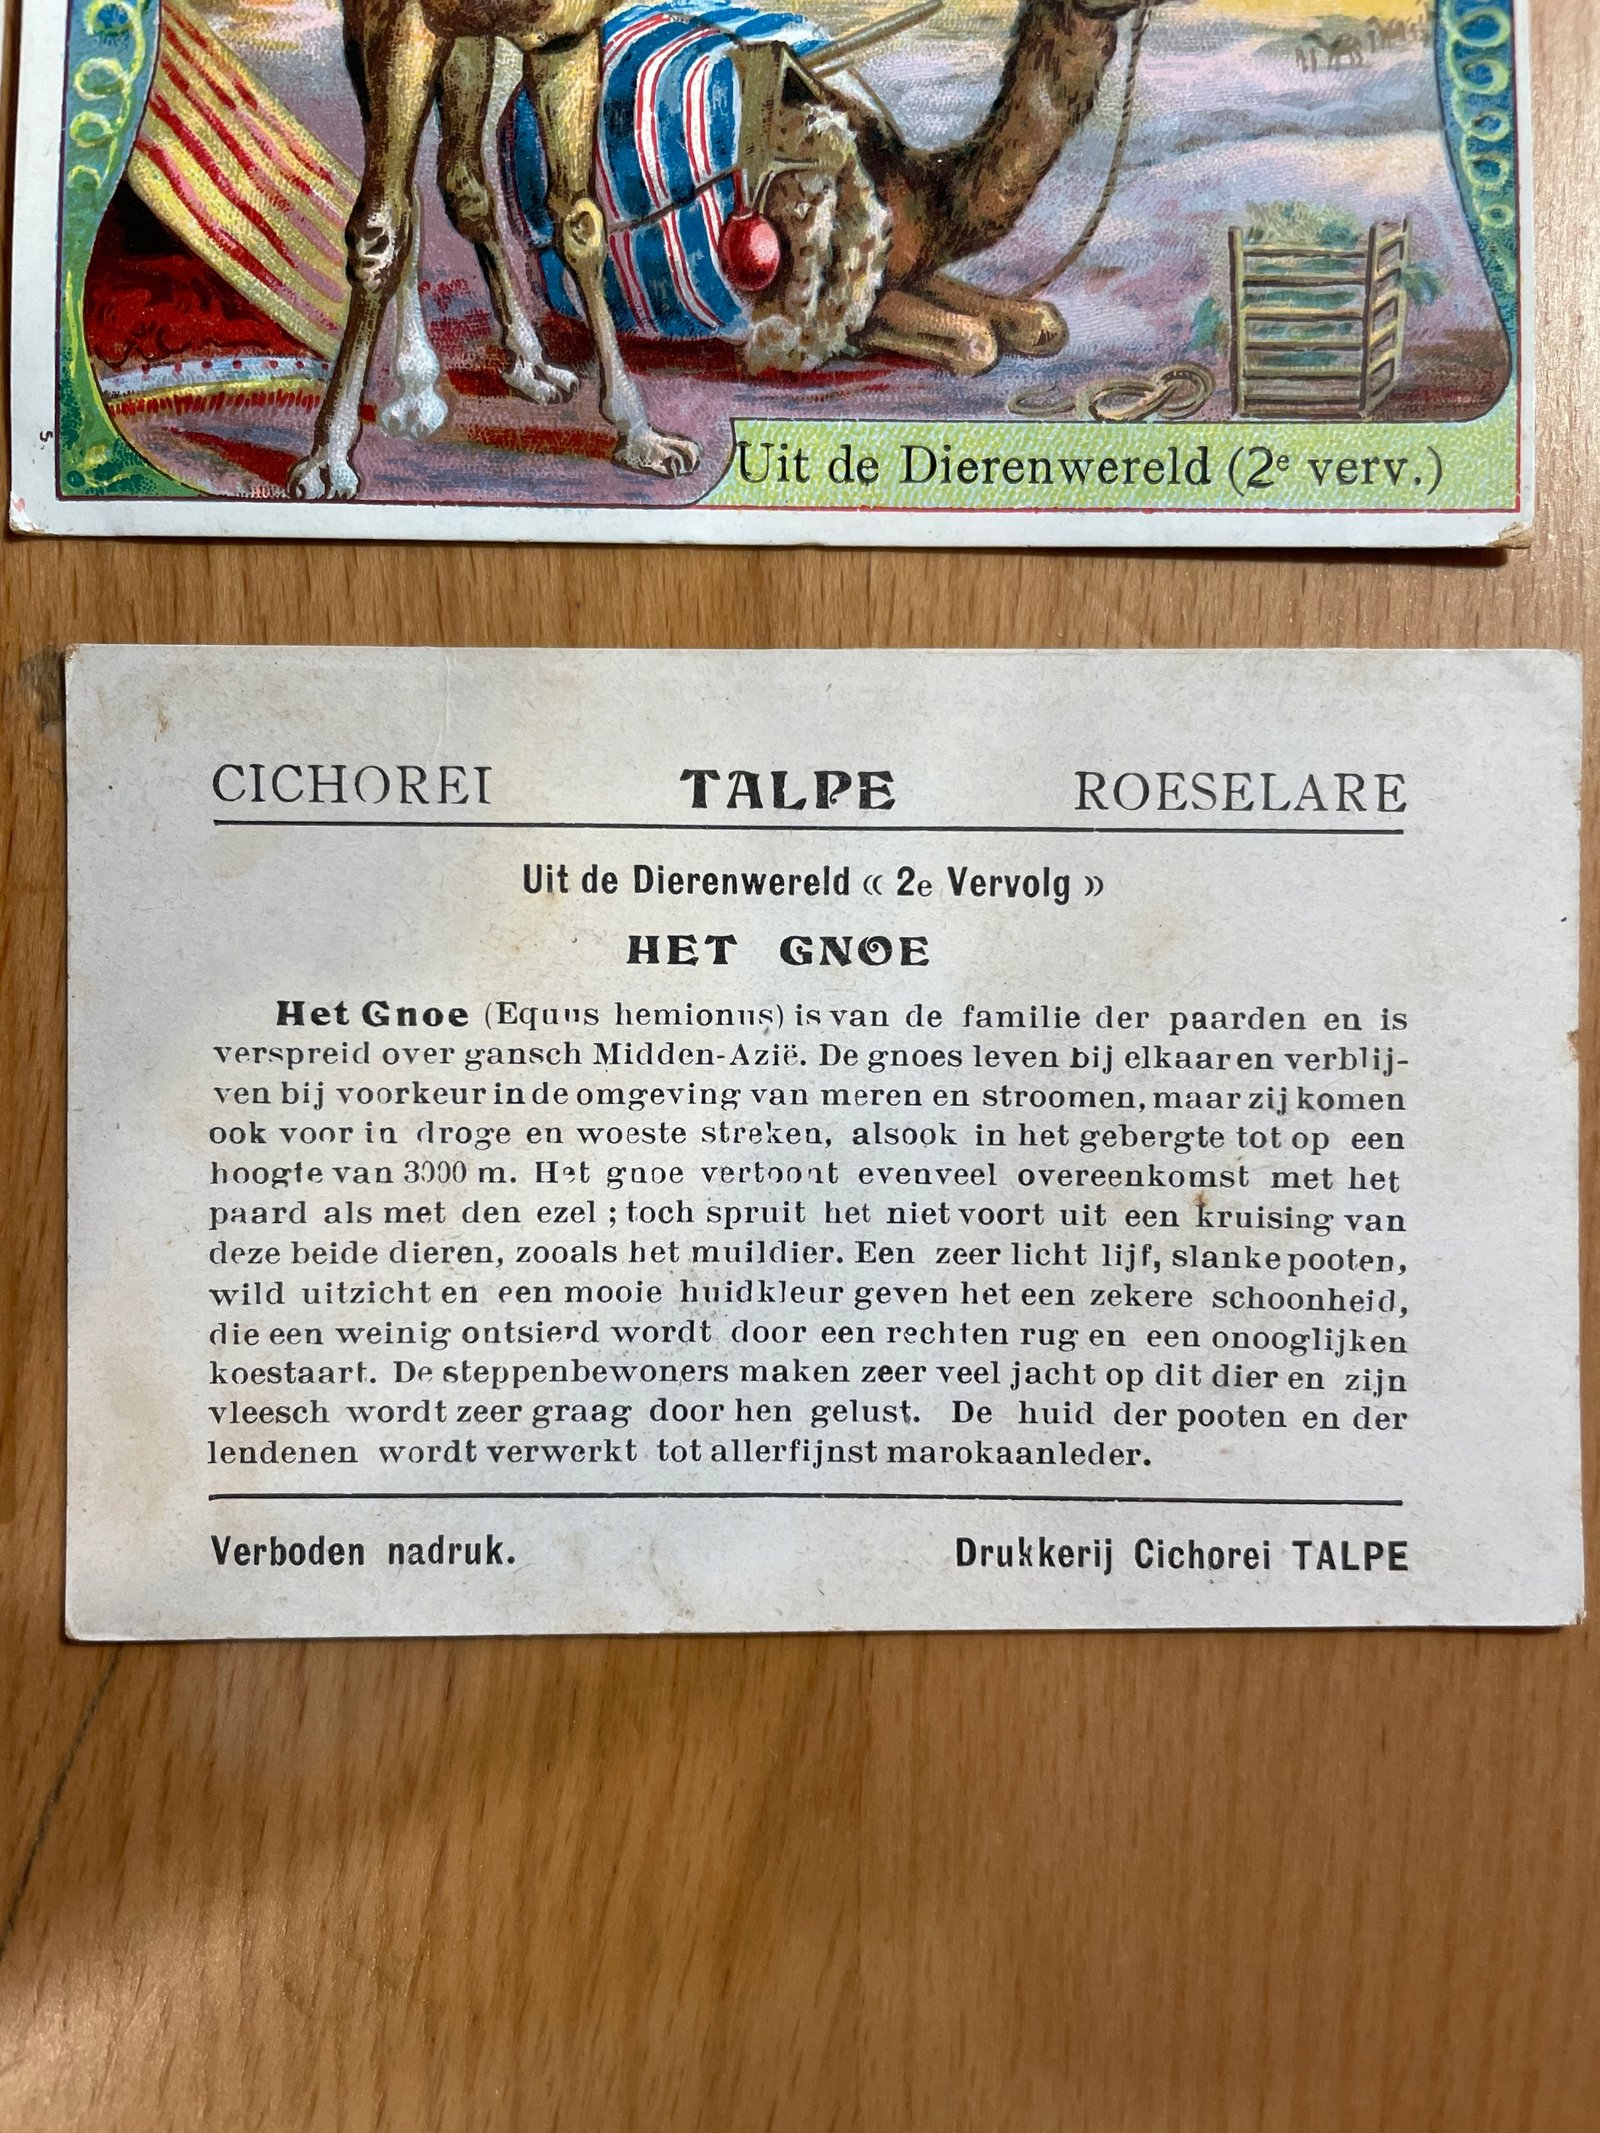 5
Uit de Dierenwereld (2e verv.)
CICHOREI TALPE ROESELARE
Uit de Dierenwereld « 2e Vervolg »
HET GNOE
Het Gnoe (Equus hemionus) is van de familie der paarden en is
verspreid over gansch Midden-Azië. De gnoes leven bij elkaar en verblij-
ven bij voorkeur in de omgeving van meren en stroomen, maar zij komen
ook voor in droge en woeste streken, alsook in het gebergte tot op een
hoogte van 3000 m. Het gnoe vertoont evenveel overeenkomst met het
paard als met den ezel ; toch spruit het niet voort uit een kruising van
deze beide dieren, zooals het muildier. Een zeer licht lijf, slanke pooten,
wild uitzicht en een mooie huidkleur geven het een zekere schoonheid,
die een weinig ontsierd wordt door een rechten rug en een onooglijken
koestaart. De steppenbewoners maken zeer veel jacht op dit dier en zijn
vleesch wordt zeer graag door hen gelust. De huid der pooten en der
lendenen wordt verwerkt tot allerfijnst marokaanleder.
Verboden nadruk. Drukkerij Cichorei TALPE